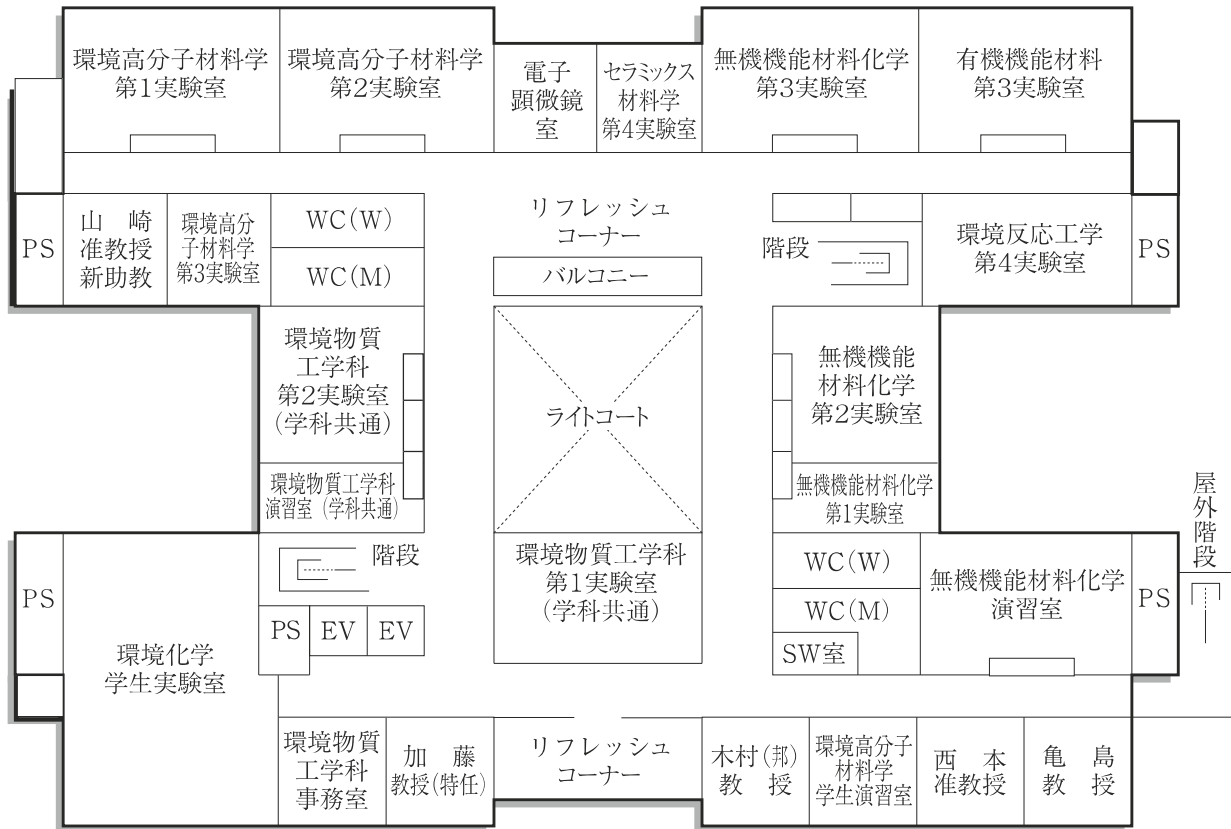 環境高分子材料学
第1実験室
環境高分子材料学
第2実験室
電子
顕微鏡
室
セラミックス
材料学
第4実験室
無機機能材料化学
第3実験室
有機機能材料
第3実験室
PS
山崎
准教授
新助教
環境高分
子材料学
第3実験室
WC(W)
WC(M)
リフレッシュ
コーナー
バルコニー
階段
環境反応工学
第4実験室
PS
環境物質
工学科
第2実験室
(学科共通)
ライトコート
無機機能
材料化学
第2実験室
環境物質工学科
演習室(学科共通)
無機機能材料化学
第1実験室
屋外階段
PS
環境化学
学生実験室
階段
PS
EV
EV
環境物質工学科
第1実験室
(学科共通)
WC(W)
WC(M)
SW室
無機機能材料化学
演習室
PS
環境物質
工学科
事務室
加藤
教授(特任)
リフレッシュ
コーナー
木村(邦)
教授
環境高分子
材料学
学生演習室
西本
准教授
亀島
教授